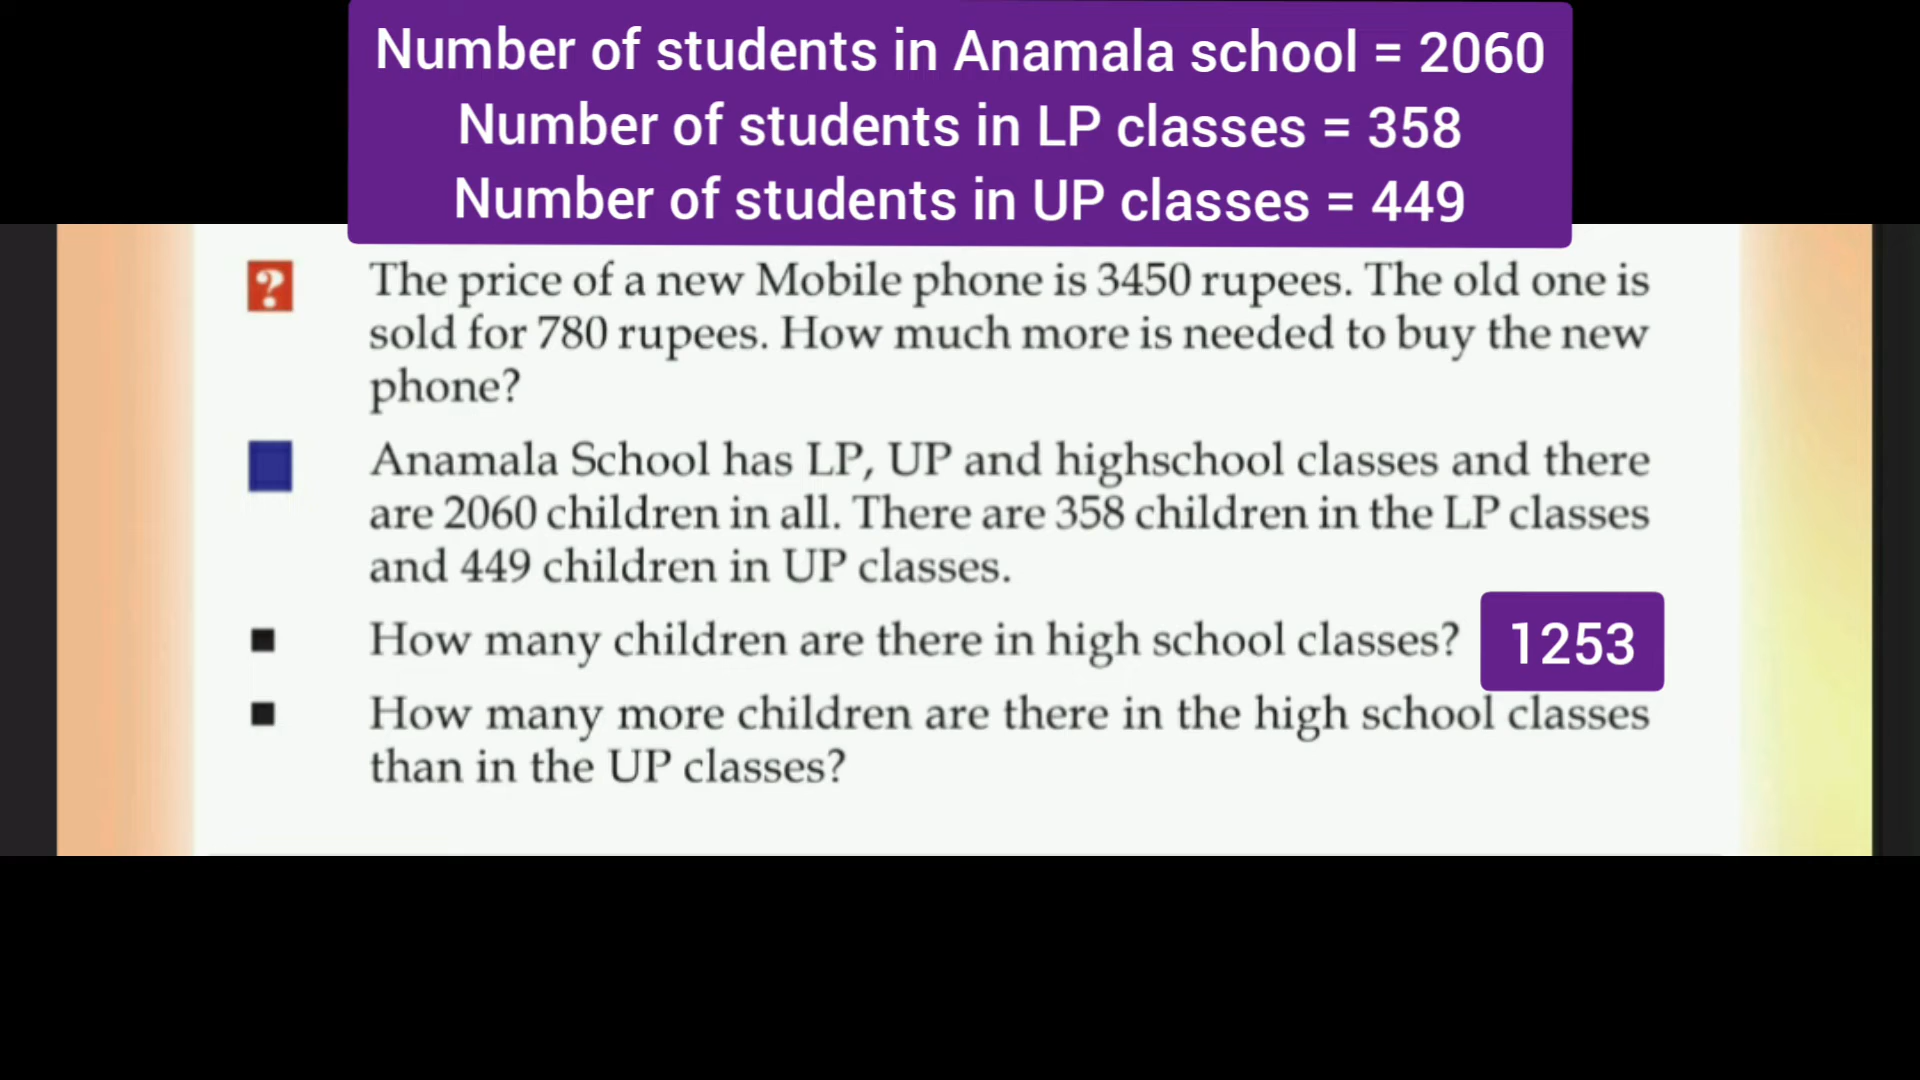 Number of students in Anamala school = 2060
Number of students in LP classes = 358
Number of students in UP classes = 449
? The price of a new Mobile phone is 3450 rupees. The old one is
sold for 780 rupees. How much more is needed to buy the new
phone?
Anamala School has LP, UP and highschool classes and there
are 2060 children in all. There are 358 children in the LP classes
and 449 children in UP classes.
How many children are there in high school classes? 1253
How many more children are there in the high school classes
than in the UP classes?